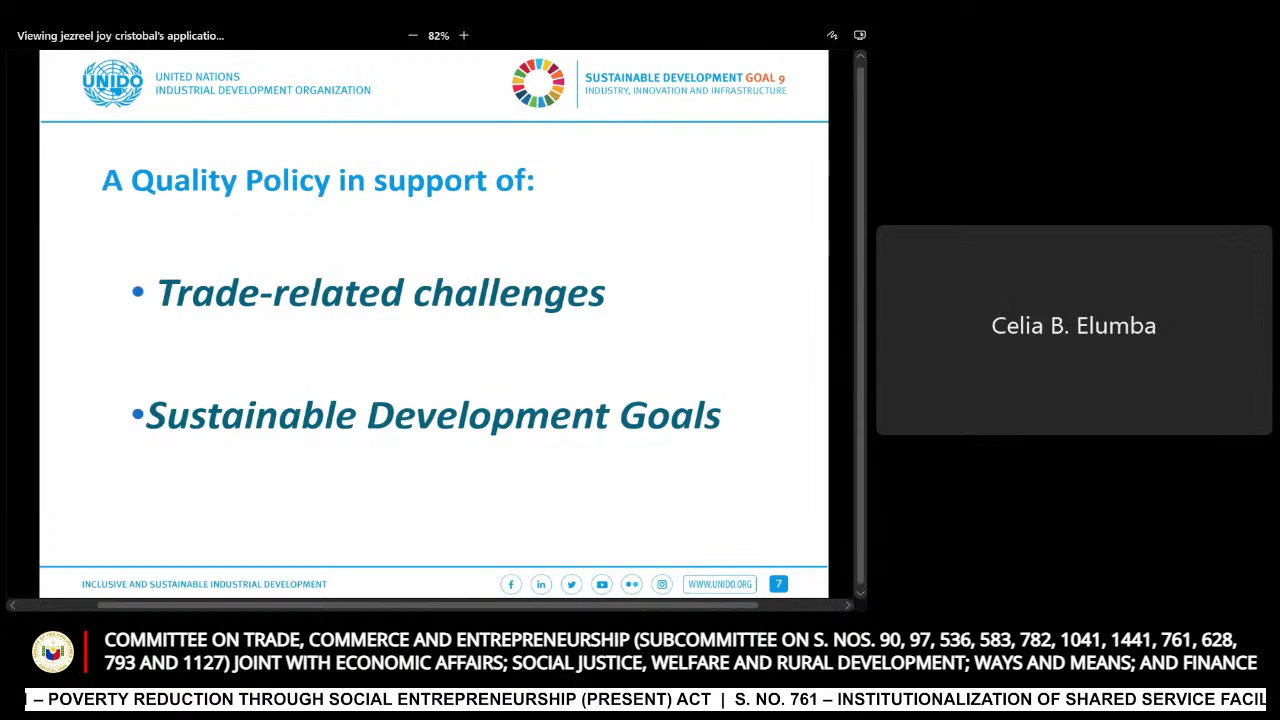 Viewing jezreel joy cristobal's applicatio...
82%
UNIDO
UNITED NATIONS
INDUSTRIAL DEVELOPMENT ORGANIZATION
SUSTAINABLE DEVELOPMENT GOAL 9
INDUSTRY, INNOVATION AND INFRASTRUCTURE
A Quality Policy in support of:
• Trade-related challenges
•Sustainable Development Goals
INCLUSIVE AND SUSTAINABLE INDUSTRIAL DEVELOPMENT
WWW.UNIDO.ORG
7
Celia B. Elumba
COMMITTEE ON TRADE, COMMERCE AND ENTREPRENEURSHIP (SUBCOMMITTEE ON S. NOS. 90, 97, 536, 583, 782, 1041, 1441, 761, 628,
793 AND 1127) JOINT WITH ECONOMIC AFFAIRS; SOCIAL JUSTICE, WELFARE AND RURAL DEVELOPMENT; WAYS AND MEANS; AND FINANCE
– POVERTY REDUCTION THROUGH SOCIAL ENTREPRENEURSHIP (PRESENT) ACT | S. NO. 761 – INSTITUTIONALIZATION OF SHARED SERVICE FACIL